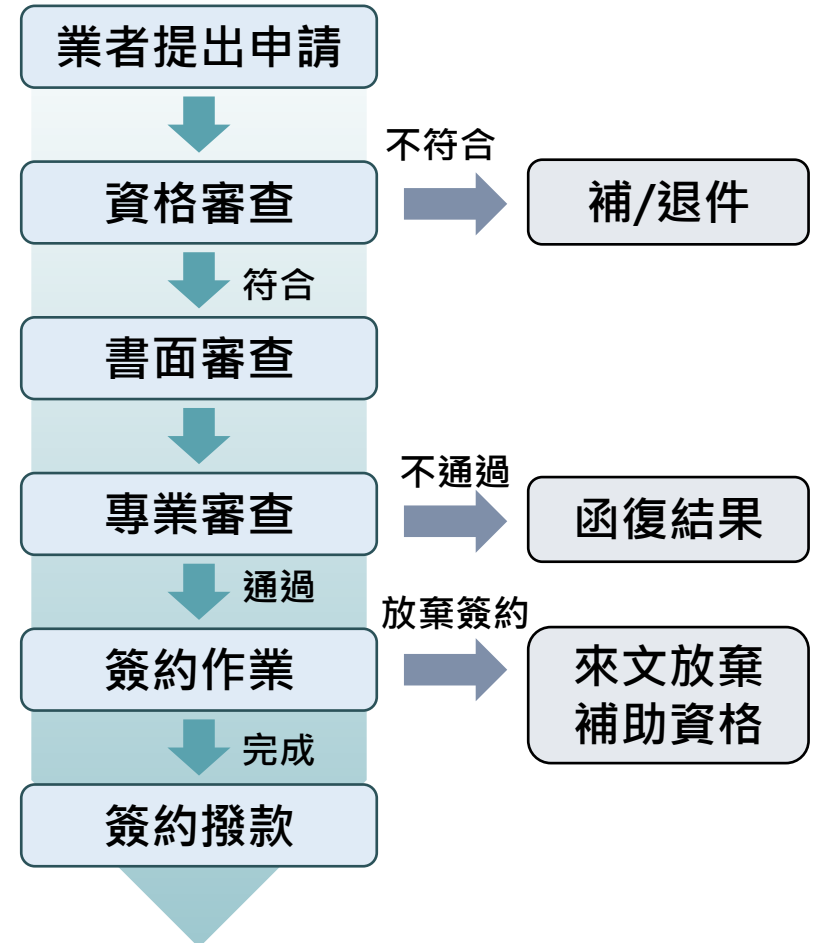 業者提出申請
不符合
資格審查
補/退件
符合
書面審查
不通過
專業審查
函復結果
通過
放棄簽約
簽約作業
來文放棄
補助資格
完成
簽約撥款